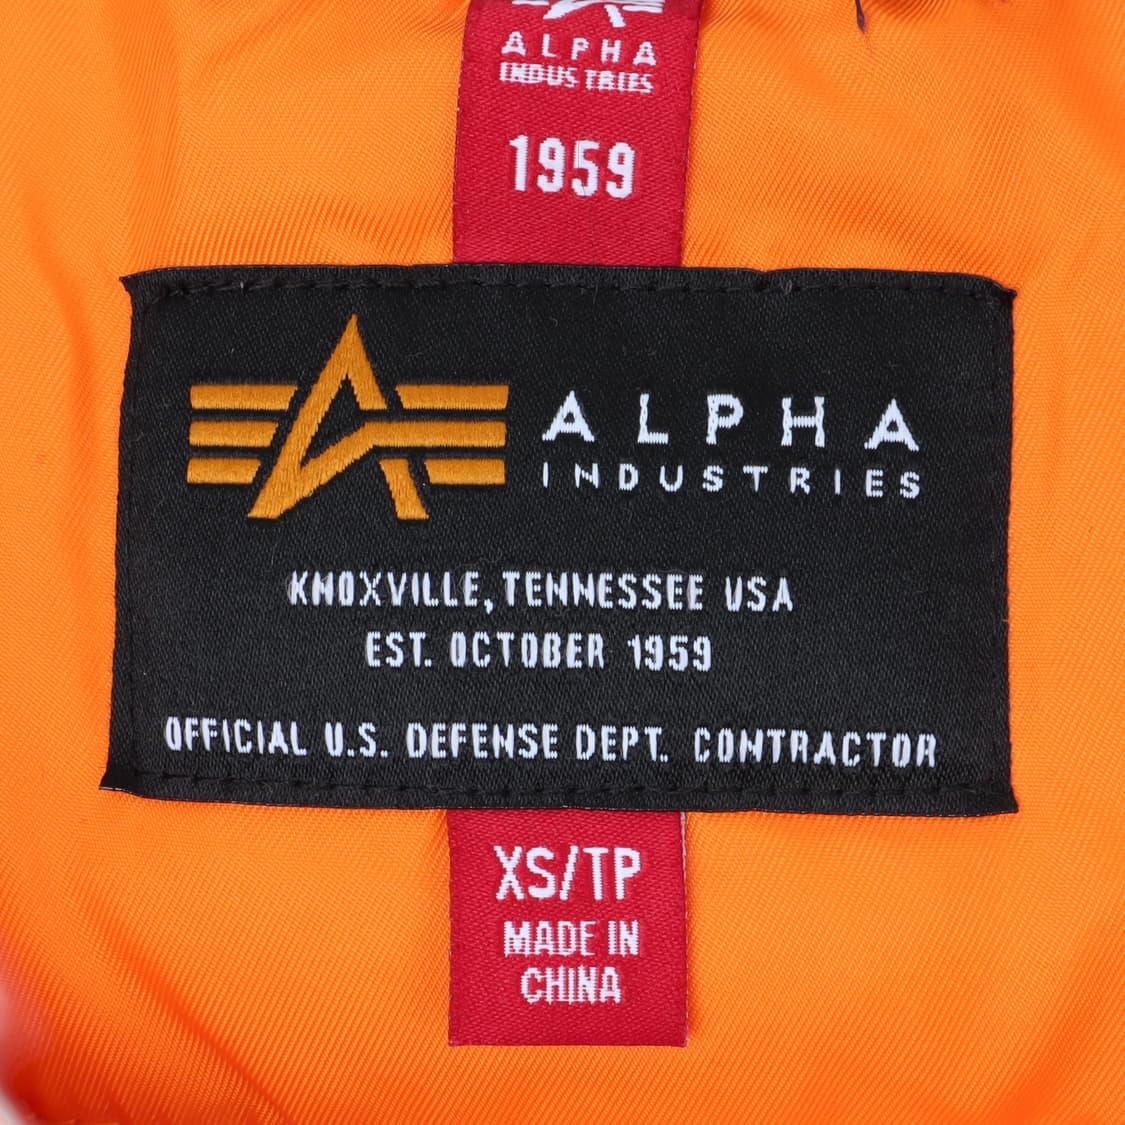 ALPHA
INDUSTRIES
1959
ALPHA
INDUSTRIES
KNOXVILLE, TENNESSEE USA
EST. OCTOBER 1959
OFFICIAL U.S. DEFENSE DEPT. CONTRACTOR
XS/TP
MADE IN
CHINA